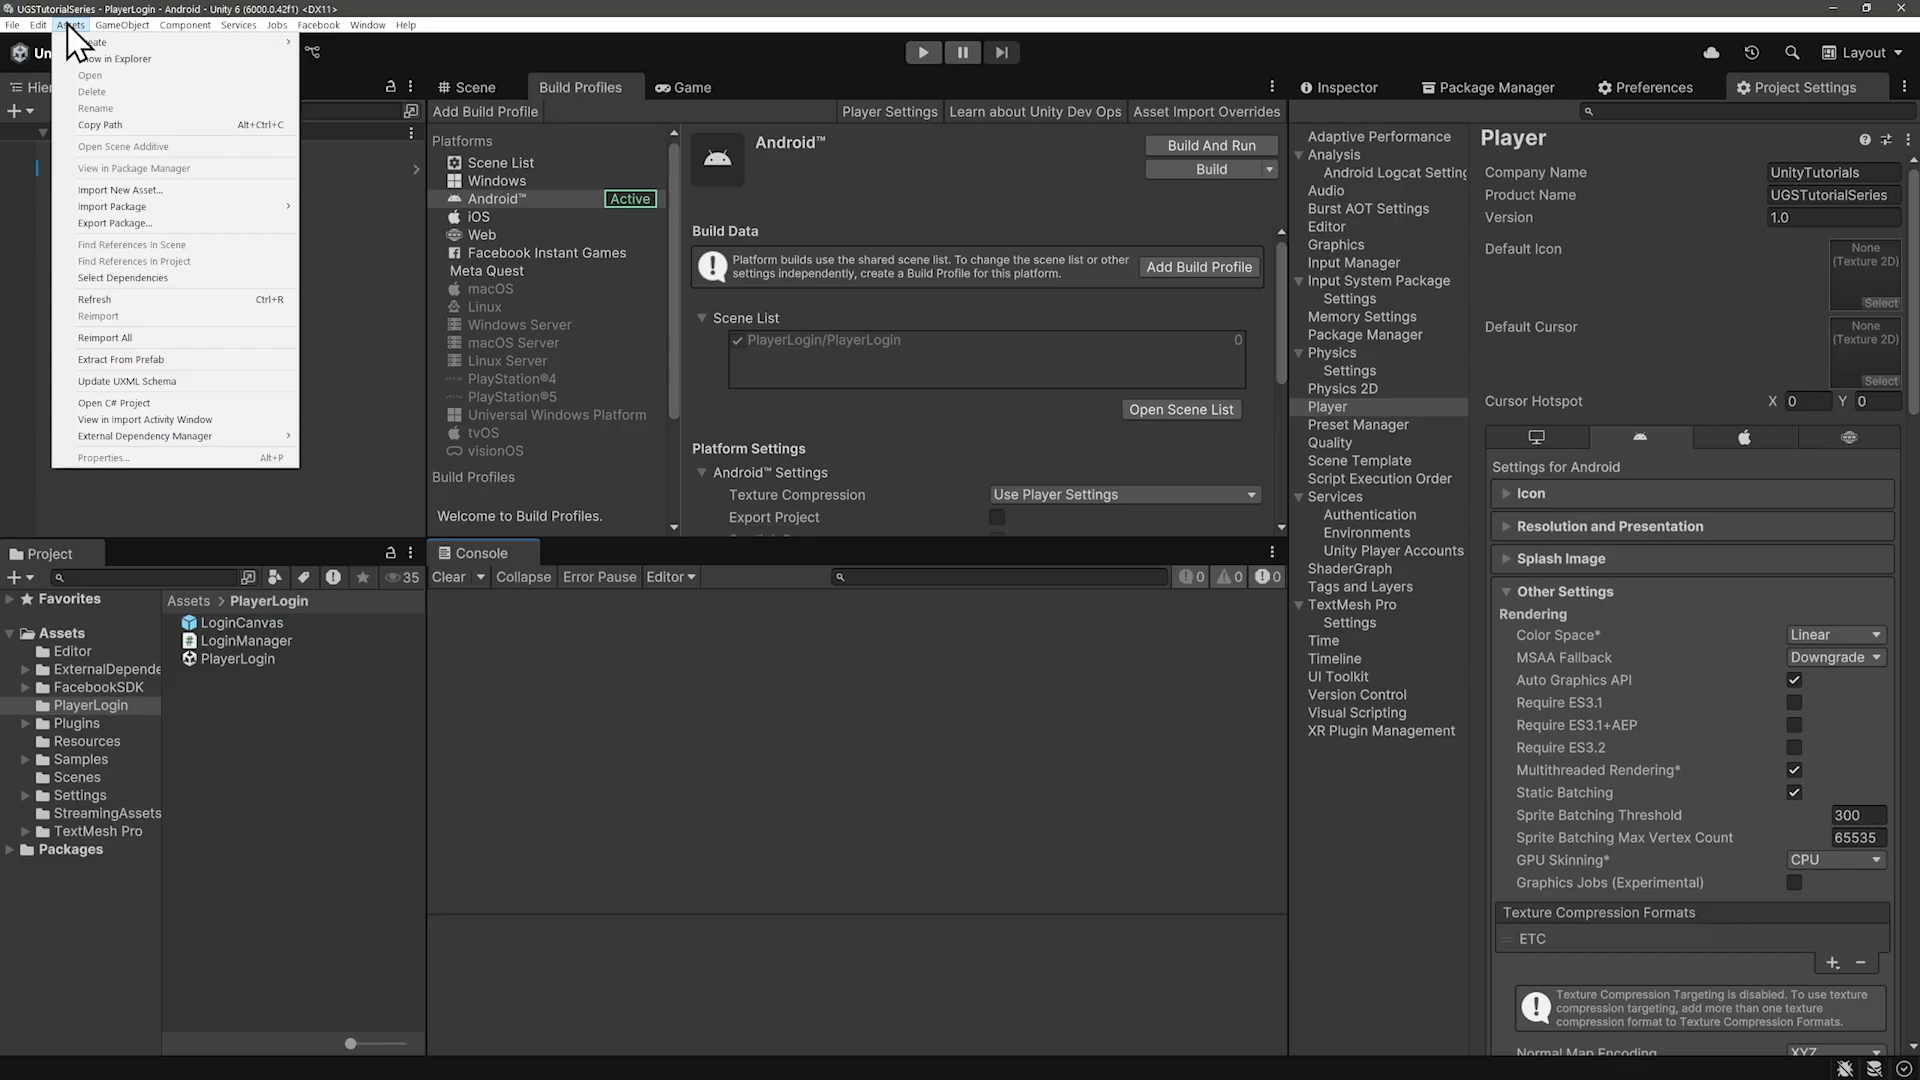 UGSTutorialSeries - PlayerLogin - Android - Unity 6 (6000.0.42f1) <DX11>
File Edit Assets GameObject Component Services Jobs Facebook Window Help
Layout
Show in Explorer
Open
Delete
Rename
Copy Path Alt+Ctrl+C
Open Scene Additive
View in Package Manager
Import New Asset...
Import Package
Export Package...
Find References In Scene
Find References In Project
Select Dependencies
Refresh Ctrl+R
Reimport
Reimport All
Extract From Prefab
Update UXML Schema
Open C# Project
View in Import Activity Window
External Dependency Manager
Properties... Alt+P
Scene Build Profiles Game
Add Build Profile Player Settings Learn about Unity Dev Ops Asset Import Overrides
Platforms
Scene List
Windows
Android™ Active
iOS
Web
Facebook Instant Games
Meta Quest
macOS
Linux
Windows Server
macOS Server
Linux Server
PlayStation®4
PlayStation®5
Universal Windows Platform
tvOS
visionOS
Build Profiles
Welcome to Build Profiles.
Android™
Build And Run
Build
Build Data
Platform builds use the shared scene list. To change the scene list or other
settings independently, create a Build Profile for this platform.
Add Build Profile
Scene List
PlayerLogin/PlayerLogin 0
Open Scene List
Platform Settings
Android™ Settings
Texture Compression Use Player Settings
Export Project
Inspector Package Manager Preferences Project Settings
Adaptive Performance
Analysis
Android Logcat Setting
Audio
Burst AOT Settings
Editor
Graphics
Input Manager
Input System Package
Settings
Memory Settings
Package Manager
Physics
Settings
Physics 2D
Player
Preset Manager
Quality
Scene Template
Script Execution Order
Services
Authentication
Environments
Unity Player Accounts
ShaderGraph
Tags and Layers
TextMesh Pro
Settings
Time
Timeline
UI Toolkit
Version Control
Visual Scripting
XR Plugin Management
Player
Company Name UnityTutorials
Product Name UGSTutorialSeries
Version 1.0
Default Icon None
(Texture 2D)
Select
Default Cursor None
(Texture 2D)
Select
Cursor Hotspot X 0 Y 0
Settings for Android
Icon
Resolution and Presentation
Splash Image
Other Settings
Rendering
Color Space* Linear
MSAA Fallback Downgrade
Auto Graphics API
Require ES3.1
Require ES3.1+AEP
Require ES3.2
Multithreaded Rendering*
Static Batching
Sprite Batching Threshold 300
Sprite Batching Max Vertex Count 65535
GPU Skinning* CPU
Graphics Jobs (Experimental)
Texture Compression Formats
ETC
Texture Compression Targeting is disabled. To use texture
compression targeting, add more than one texture
compression format to Texture Compression Formats.
Normal Map Encoding XYZ
Project
35
Favorites
Assets
Editor
ExternalDepende
FacebookSDK
PlayerLogin
Plugins
Resources
Samples
Scenes
Settings
StreamingAssets
TextMesh Pro
Packages
Assets > PlayerLogin
LoginCanvas
LoginManager
PlayerLogin
Console
Clear Collapse Error Pause Editor 0 0 0